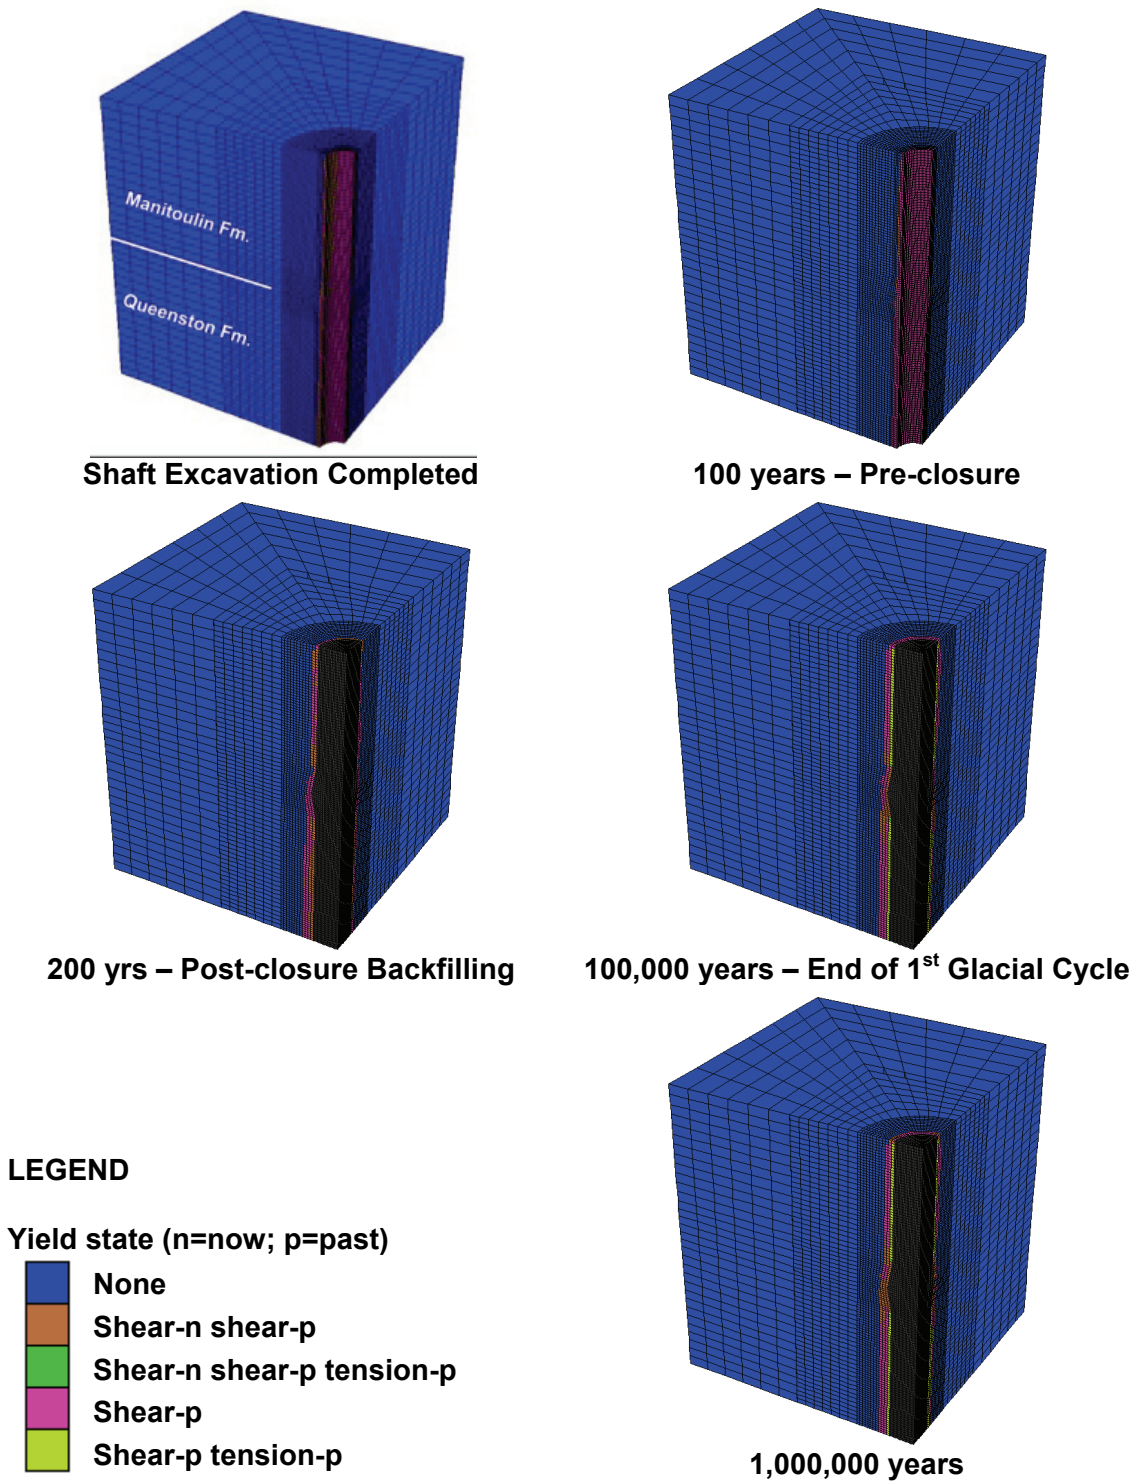 Manitoulin Fm.
Queenston Fm.
Shaft Excavation Completed
100 years – Pre-closure
200 yrs – Post-closure Backfilling
100,000 years – End of 1st Glacial Cycle
LEGEND
Yield state (n=now; p=past)
None
Shear-n shear-p
Shear-n shear-p tension-p
Shear-p
Shear-p tension-p
1,000,000 years